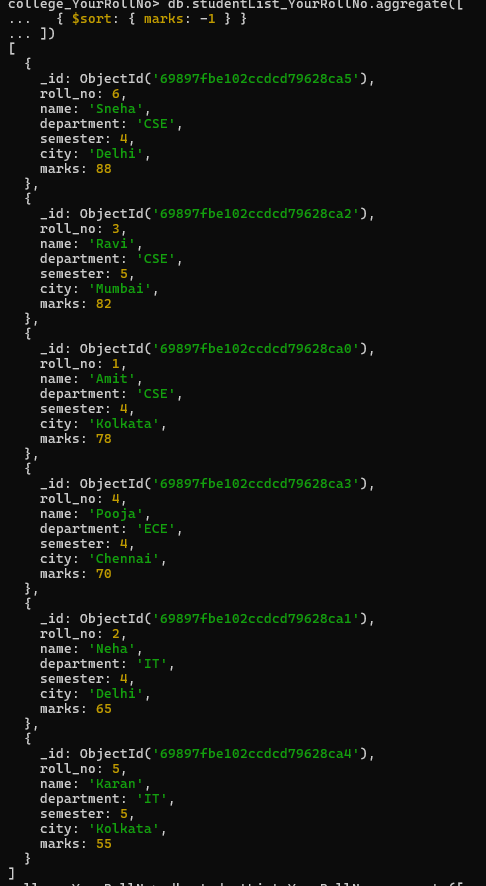 college_YourRollNo> db.studentList_YourRollNo.aggregate([
...   { $sort: { marks: -1 } }
... ])
[
  {
    _id: ObjectId('69897fbe102ccdcd79628ca5'),
    roll_no: 6,
    name: 'Sneha',
    department: 'CSE',
    semester: 4,
    city: 'Delhi',
    marks: 88
  },
  {
    _id: ObjectId('69897fbe102ccdcd79628ca2'),
    roll_no: 3,
    name: 'Ravi',
    department: 'CSE',
    semester: 5,
    city: 'Mumbai',
    marks: 82
  },
  {
    _id: ObjectId('69897fbe102ccdcd79628ca0'),
    roll_no: 1,
    name: 'Amit',
    department: 'CSE',
    semester: 4,
    city: 'Kolkata',
    marks: 78
  },
  {
    _id: ObjectId('69897fbe102ccdcd79628ca3'),
    roll_no: 4,
    name: 'Pooja',
    department: 'ECE',
    semester: 4,
    city: 'Chennai',
    marks: 70
  },
  {
    _id: ObjectId('69897fbe102ccdcd79628ca1'),
    roll_no: 2,
    name: 'Neha',
    department: 'IT',
    semester: 4,
    city: 'Delhi',
    marks: 65
  },
  {
    _id: ObjectId('69897fbe102ccdcd79628ca4'),
    roll_no: 5,
    name: 'Karan',
    department: 'IT',
    semester: 5,
    city: 'Kolkata',
    marks: 55
  }
]